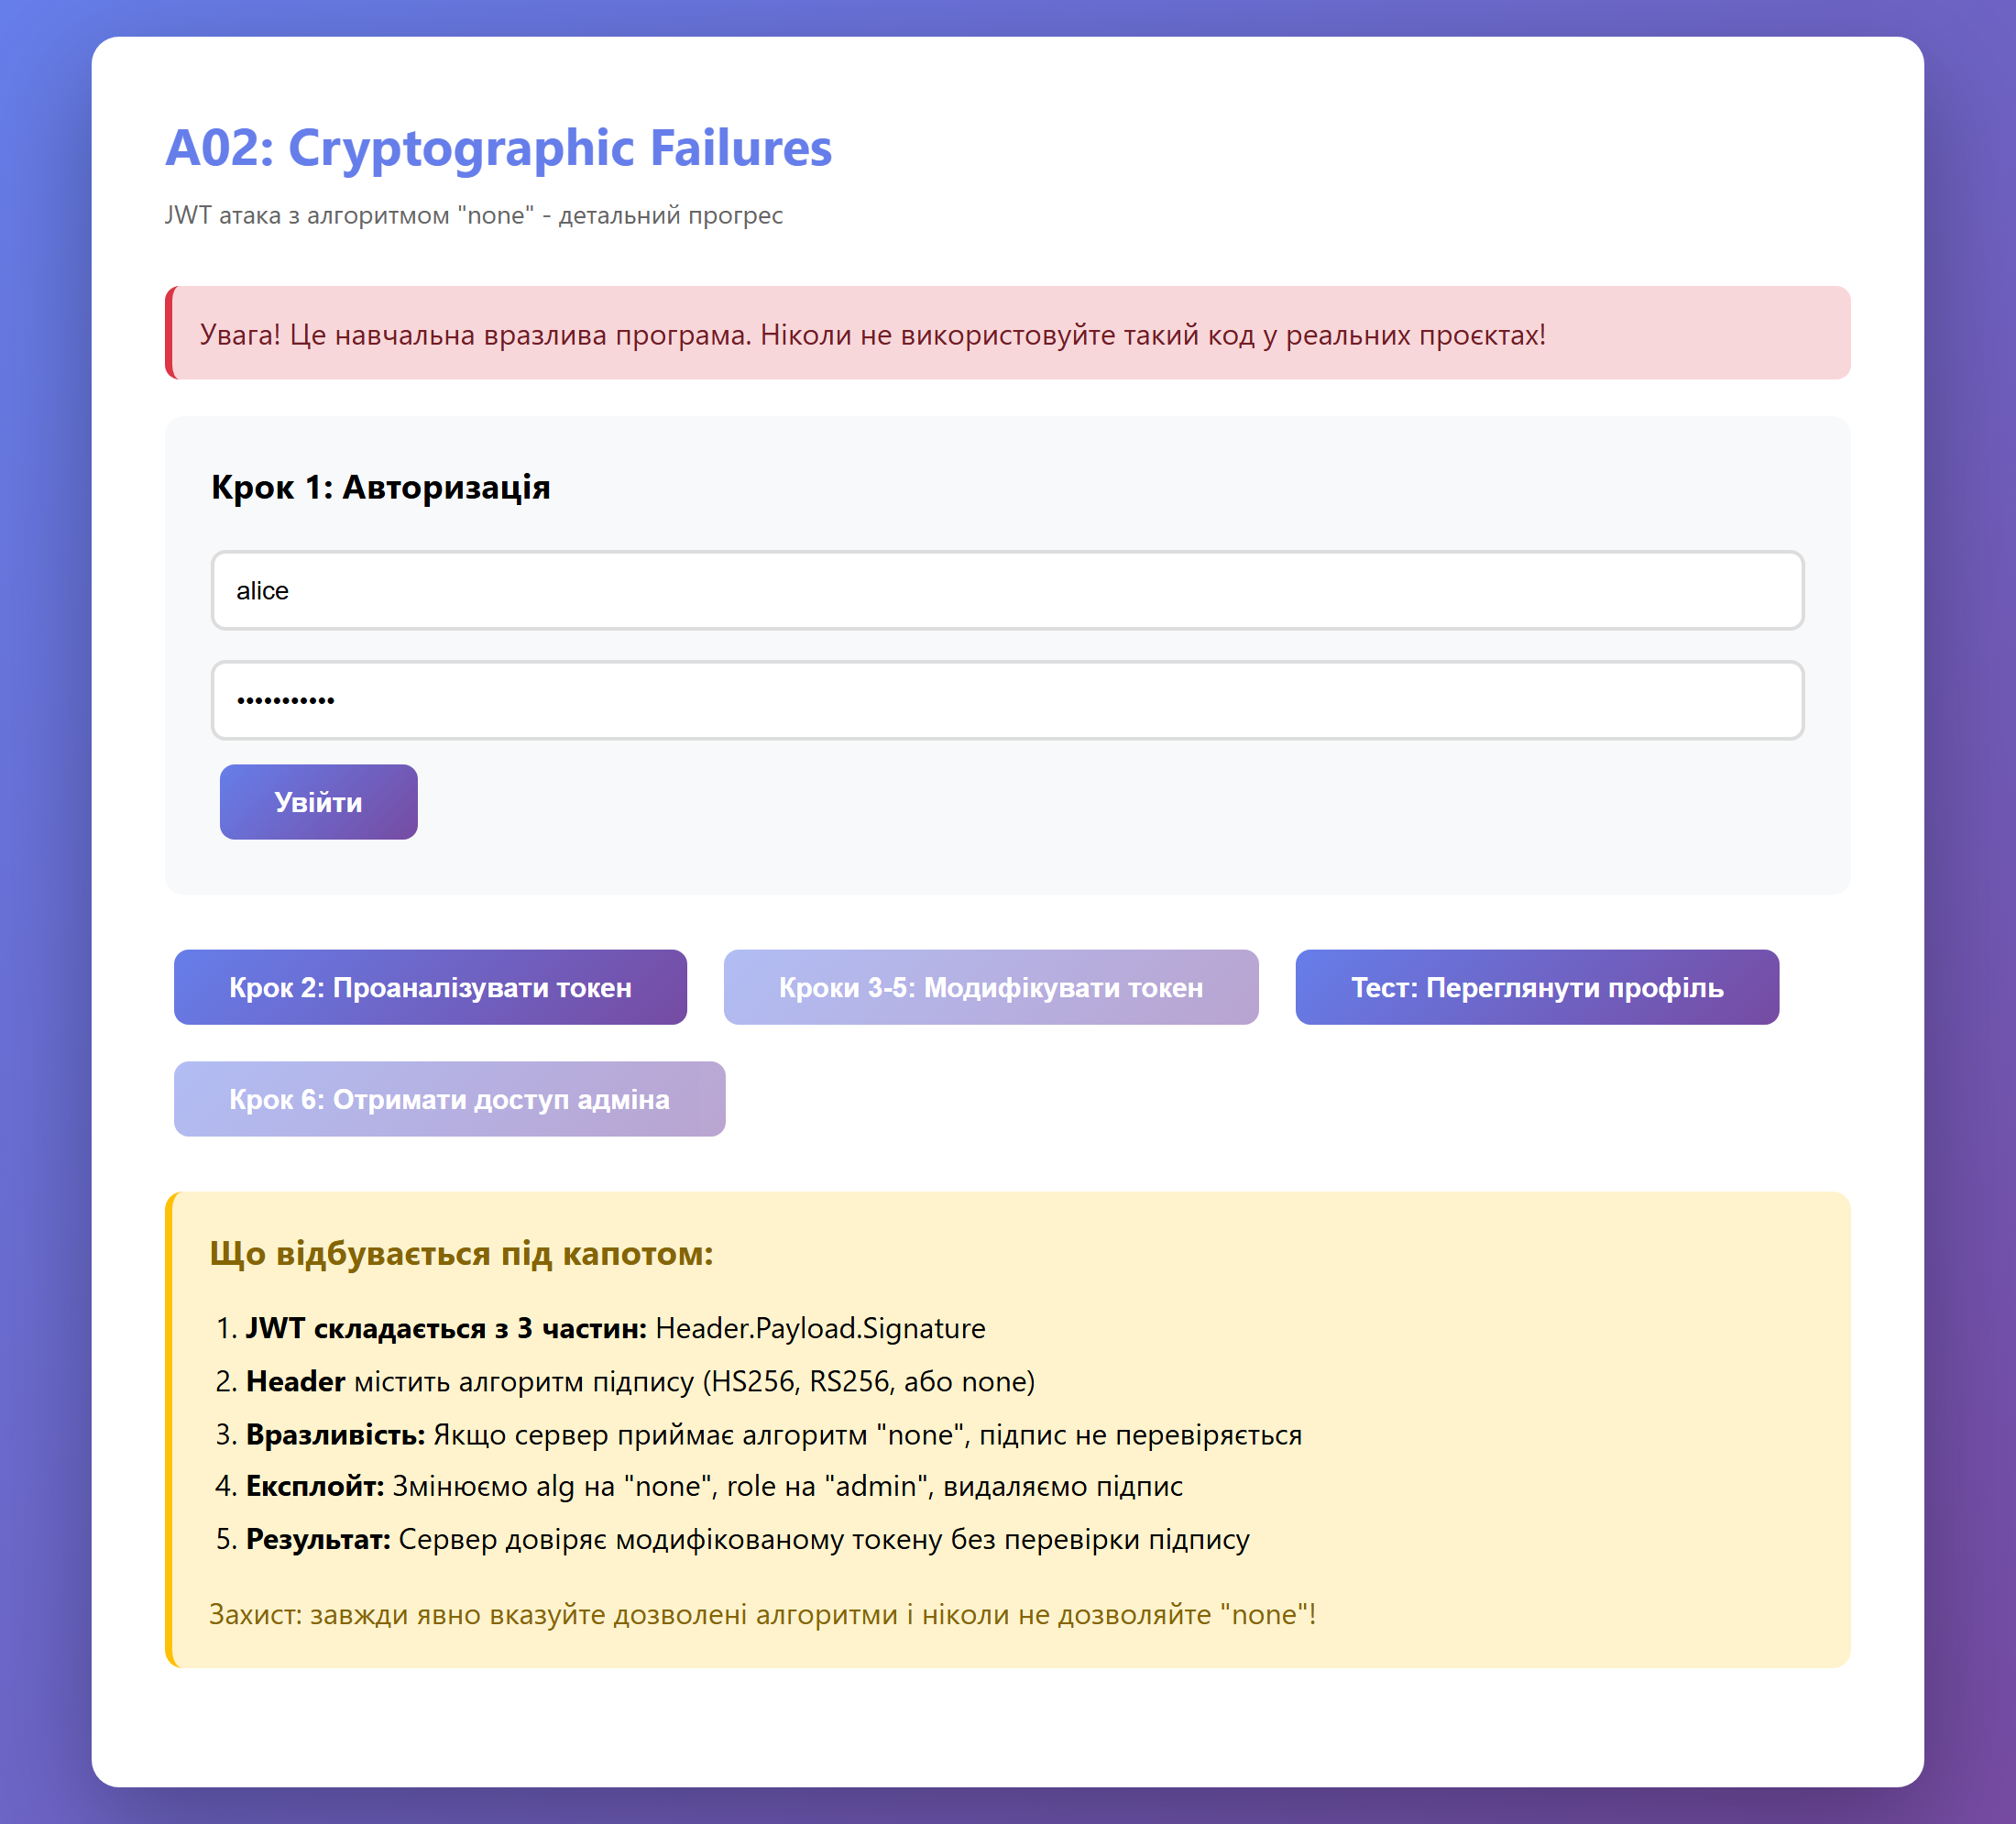 A02: Cryptographic Failures
JWT атака з алгоритмом "none" - детальний прогрес
Увага! Це навчальна вразлива програма. Ніколи не використовуйте такий код у реальних проєктах!
Крок 1: Авторизація
alice
•••••••••••
Увійти
Крок 2: Проаналізувати токен
Кроки 3-5: Модифікувати токен
Тест: Переглянути профіль
Крок 6: Отримати доступ адміна
Що відбувається під капотом:
1. JWT складається з 3 частин: Header.Payload.Signature
2. Header містить алгоритм підпису (HS256, RS256, або none)
3. Вразливість: Якщо сервер приймає алгоритм "none", підпис не перевіряється
4. Експлойт: Змінюємо alg на "none", role на "admin", видаляємо підпис
5. Результат: Сервер довіряє модифікованому токену без перевірки підпису
Захист: завжди явно вказуйте дозволені алгоритми і ніколи не дозволяйте "none"!